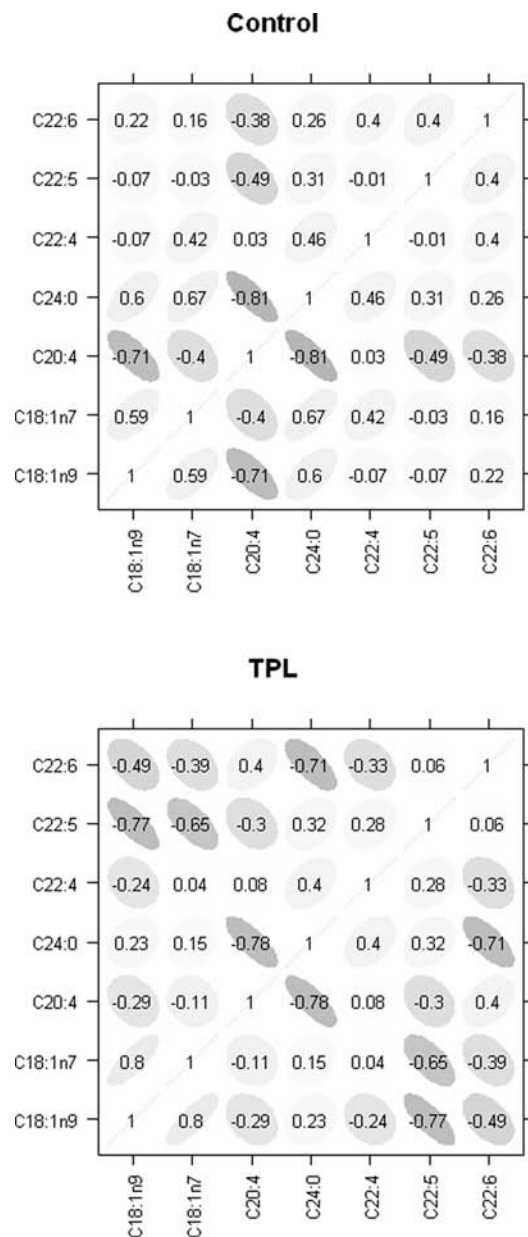 Control
C22:6 0.22 0.16 -0.38 0.26 0.4 0.4 1
C22:5 -0.07 -0.03 -0.49 0.31 -0.01 1 0.4
C22:4 -0.07 0.42 0.03 0.46 1 -0.01 0.4
C24:0 0.6 0.67 -0.81 1 0.46 0.31 0.26
C20:4 -0.71 -0.4 1 -0.81 0.03 -0.49 -0.38
C18:1n7 0.59 1 -0.4 0.67 0.42 -0.03 0.16
C18:1n9 1 0.59 -0.71 0.6 -0.07 -0.07 0.22
C18:1n9 C18:1n7 C20:4 C24:0 C22:4 C22:5 C22:6
TPL
C22:6 -0.49 -0.39 0.4 -0.71 -0.33 0.06 1
C22:5 -0.77 -0.65 -0.3 0.32 0.28 1 0.06
C22:4 -0.24 0.04 0.08 0.4 1 0.28 -0.33
C24:0 0.23 0.15 -0.78 1 0.4 0.32 -0.71
C20:4 -0.29 -0.11 1 -0.78 0.08 -0.3 0.4
C18:1n7 0.8 1 -0.11 0.15 0.04 -0.65 -0.39
C18:1n9 1 0.8 -0.29 0.23 -0.24 -0.77 -0.49
C18:1n9 C18:1n7 C20:4 C24:0 C22:4 C22:5 C22:6